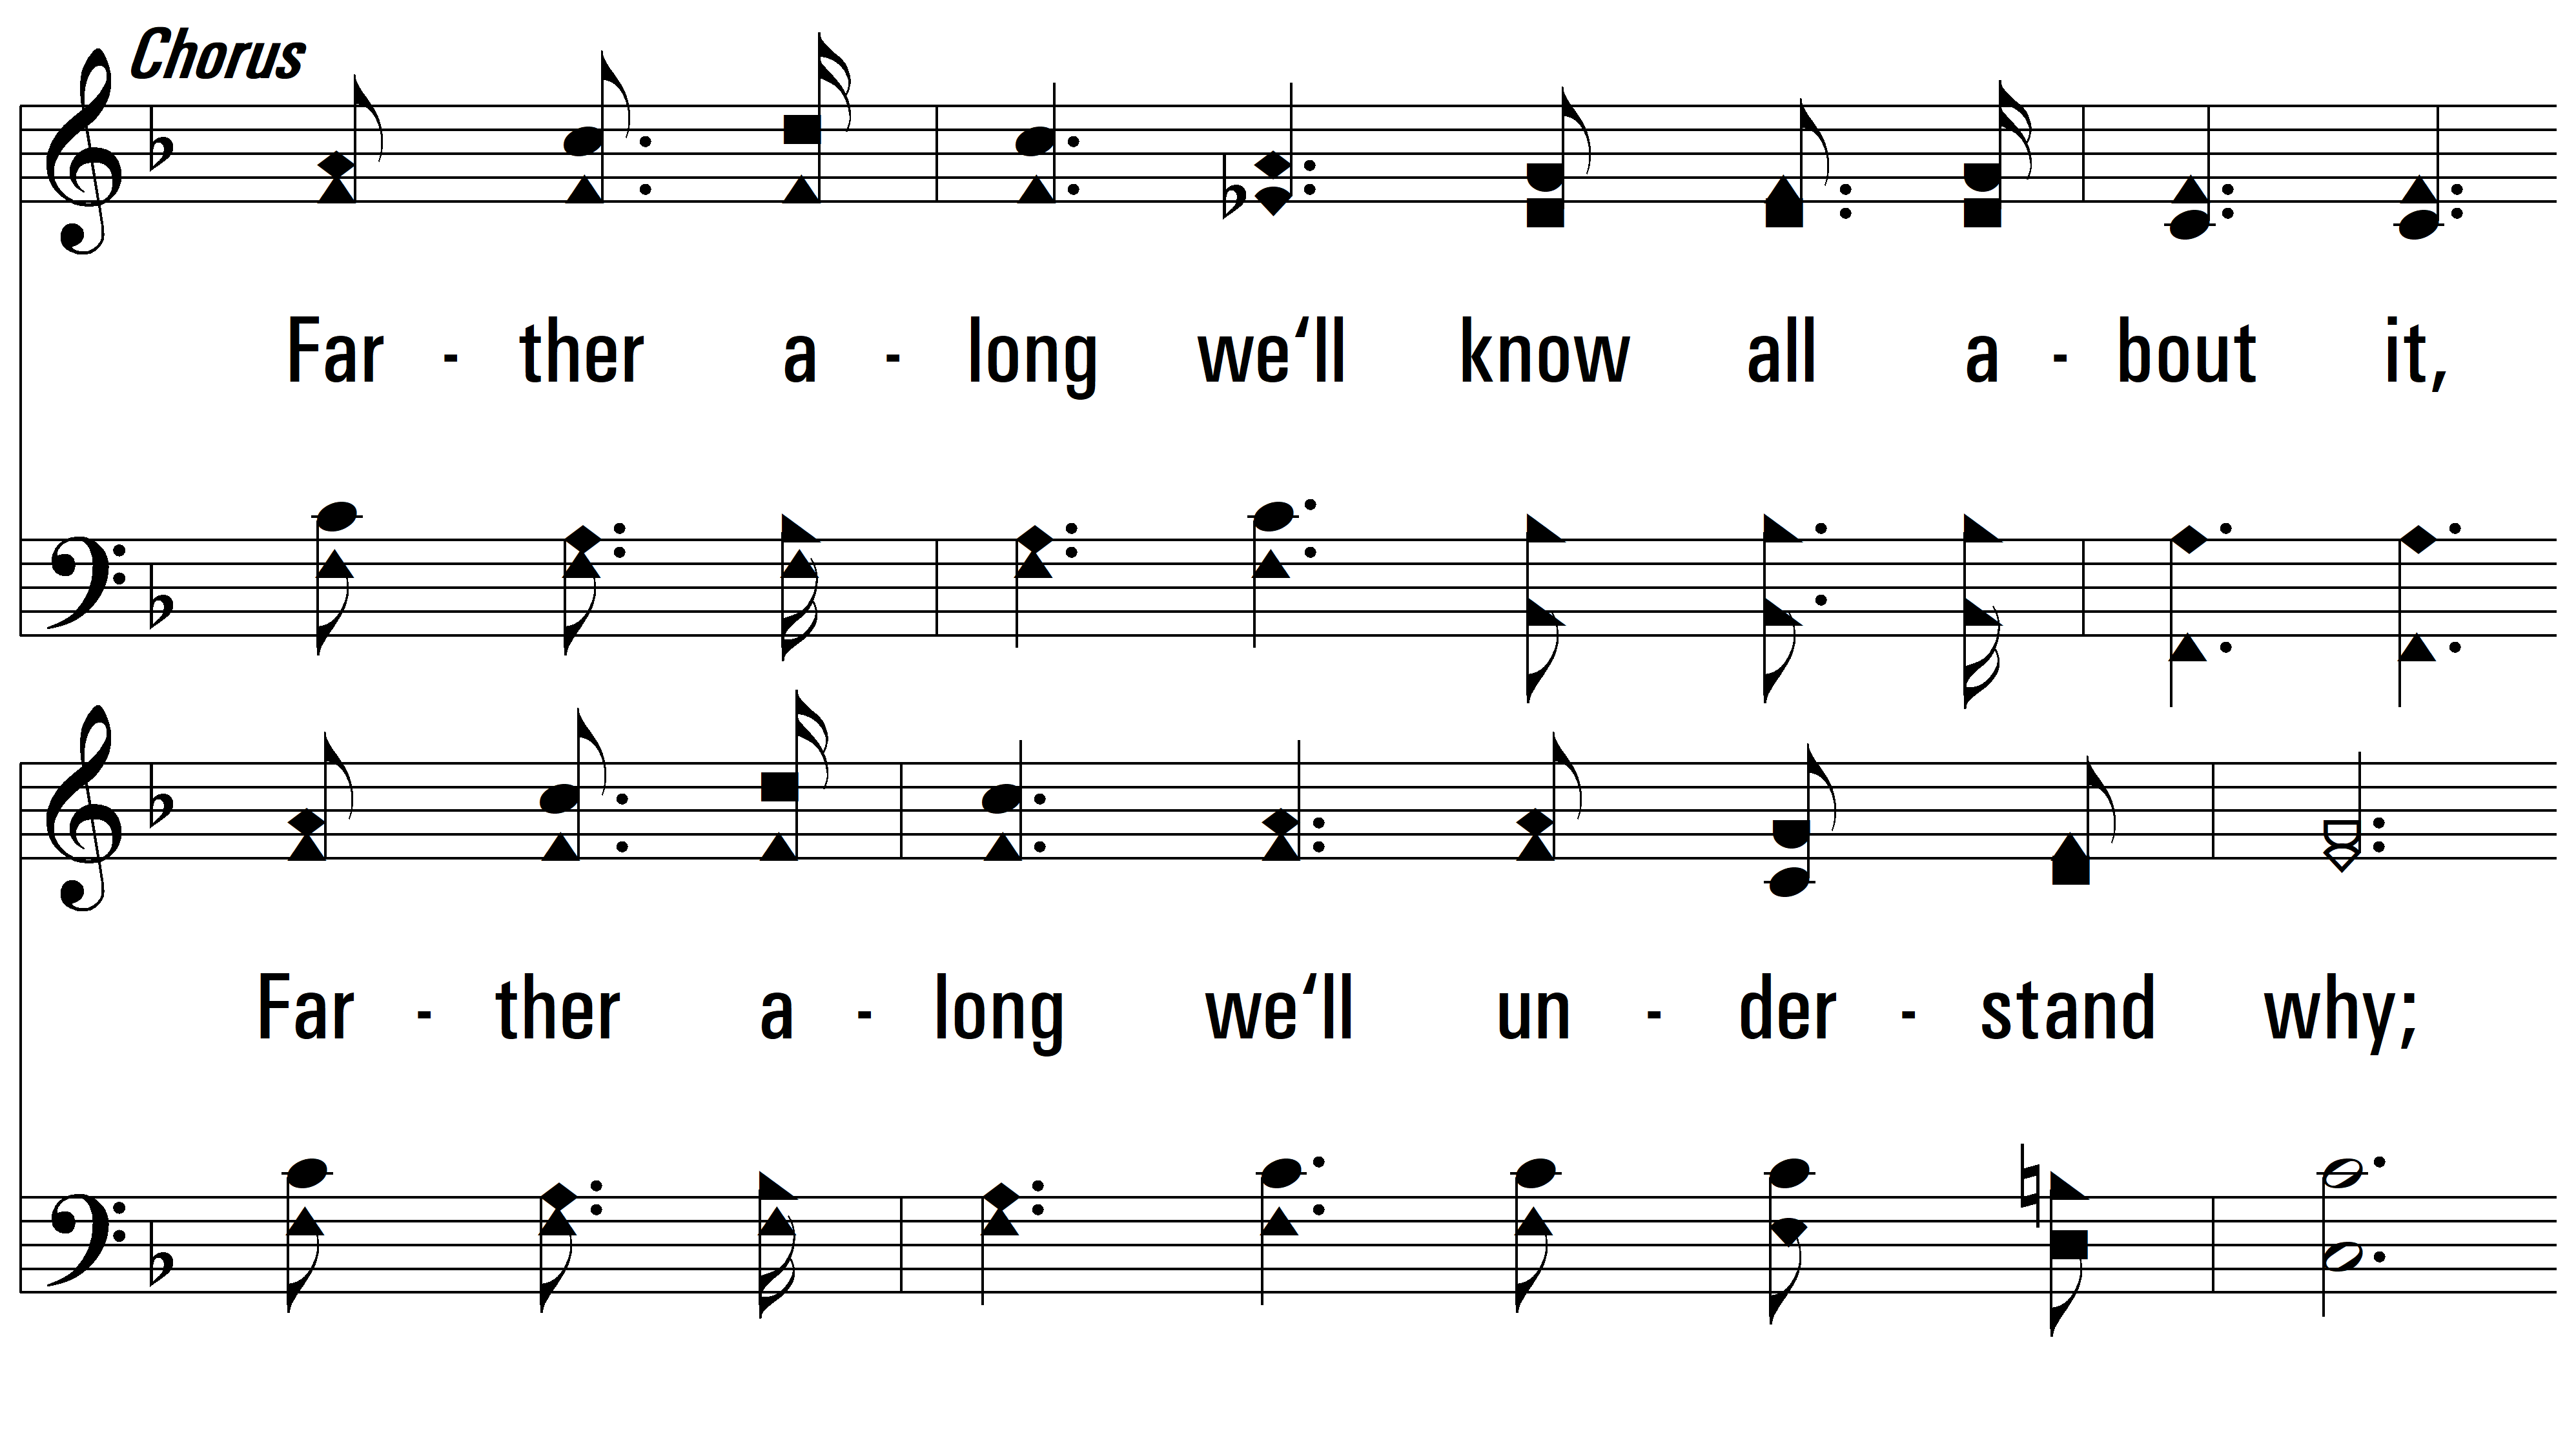 Chorus
Far - ther a - long we‘ll know all a - bout it,
Far - ther a - long we‘ll un - der - stand why;